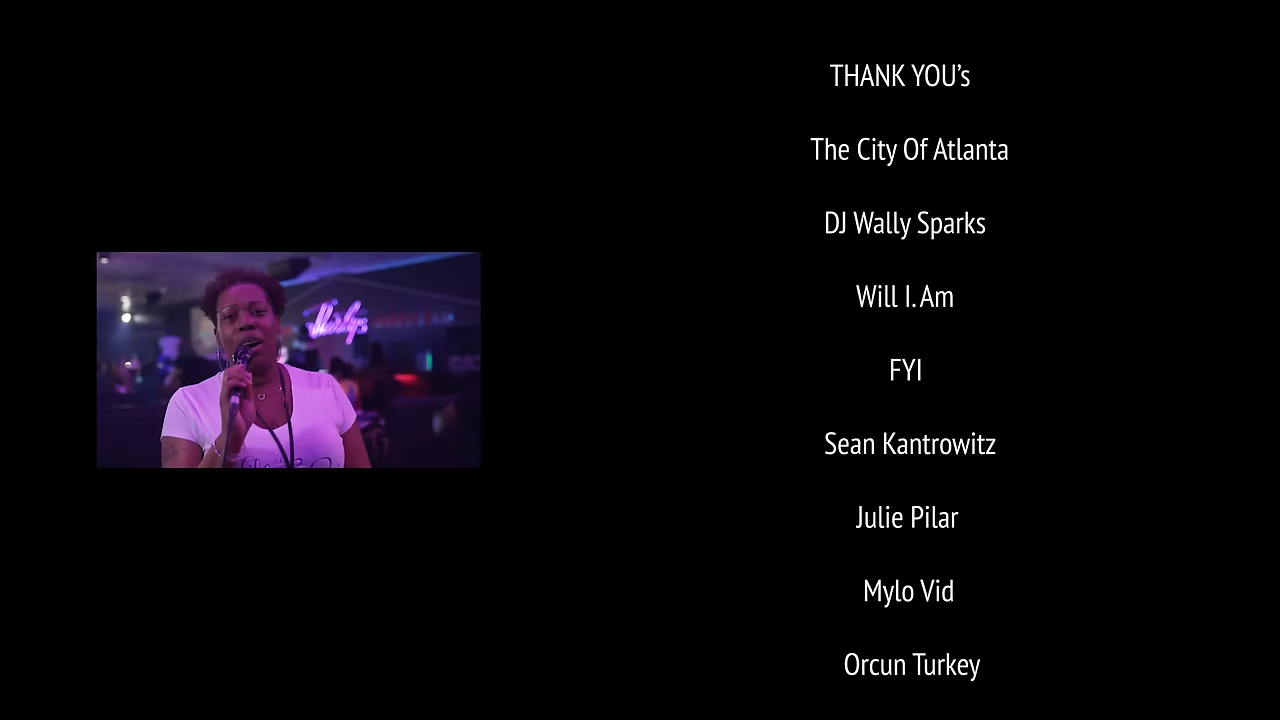 THANK YOU’s
The City Of Atlanta
DJ Wally Sparks
Will I. Am
FYI
Sean Kantrowitz
Julie Pilar
Mylo Vid
Orcun Turkey